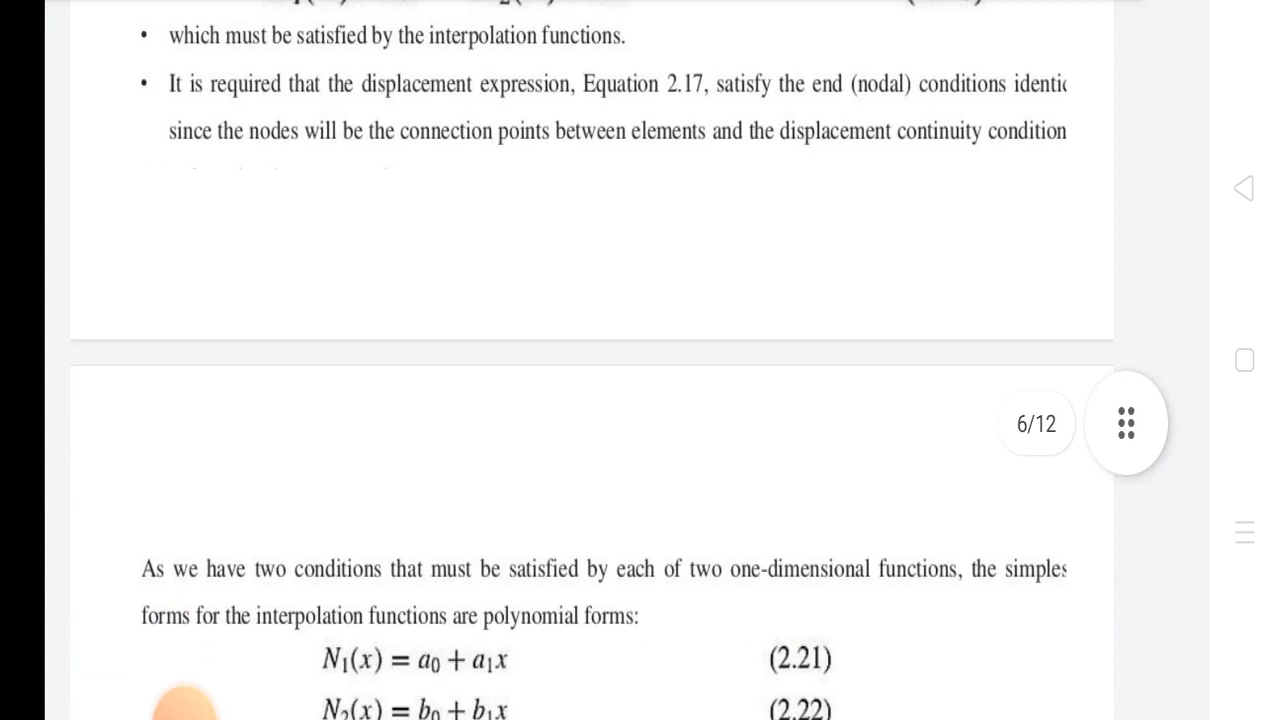 • which must be satisfied by the interpolation functions.
• It is required that the displacement expression, Equation 2.17, satisfy the end (nodal) conditions identic
since the nodes will be the connection points between elements and the displacement continuity condition
6/12
As we have two conditions that must be satisfied by each of two one-dimensional functions, the simples
forms for the interpolation functions are polynomial forms:
N₁(x) = a₀ + a₁x (2.21)
N₂(x) = b₀ + b₁x (2.22)